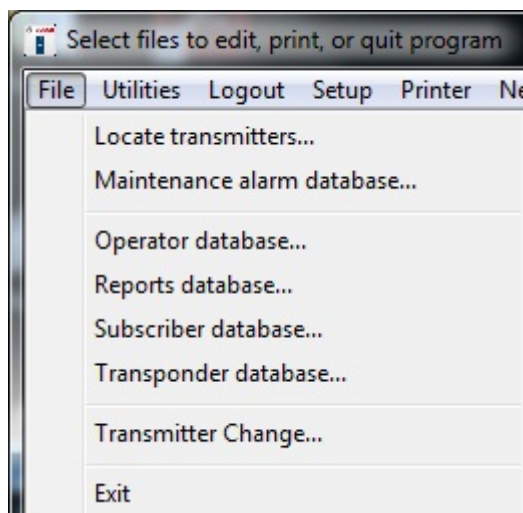 Select files to edit, print, or quit program
File Utilities Logout Setup Printer
Locate transmitters...
Maintenance alarm database...
Operator database...
Reports database...
Subscriber database...
Transponder database...
Transmitter Change...
Exit